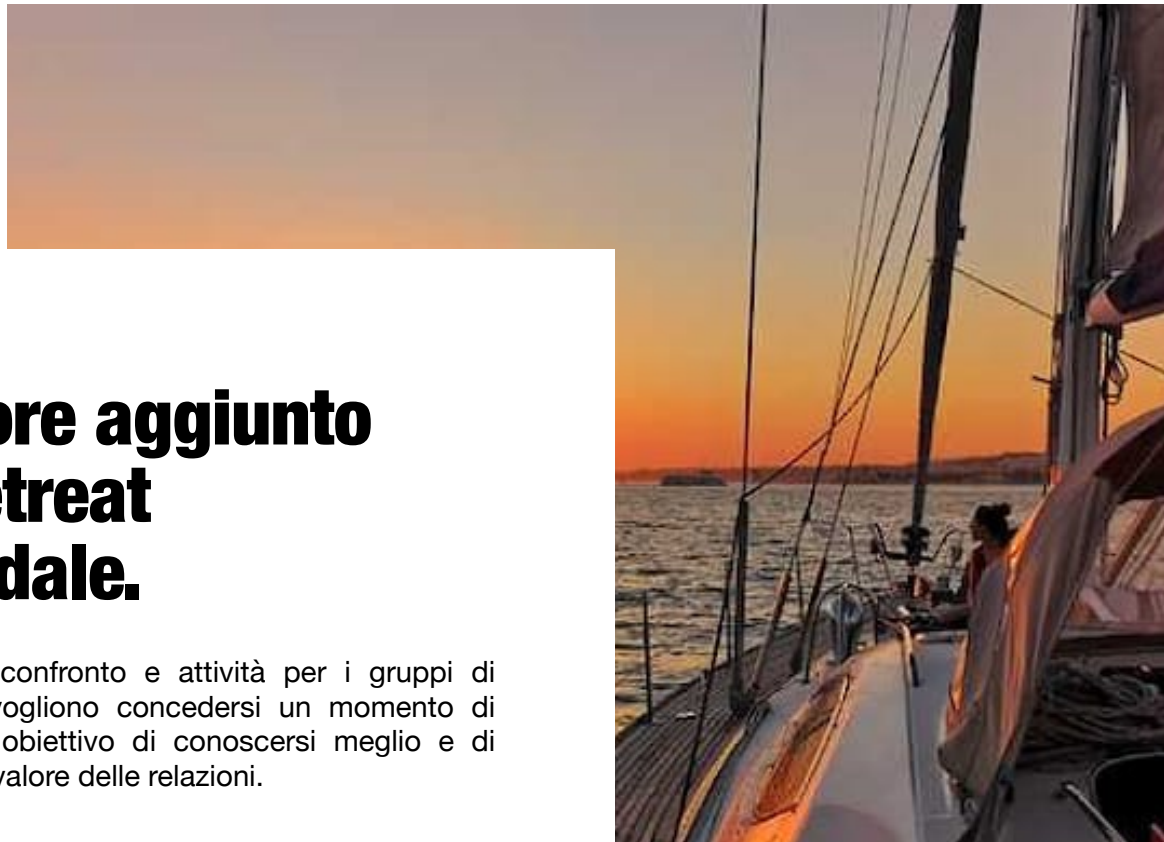 ore aggiunto
etreat
dale.
confronto e attività per i gruppi di
vogliono concedersi un momento di
obiettivo di conoscersi meglio e di
valore delle relazioni.